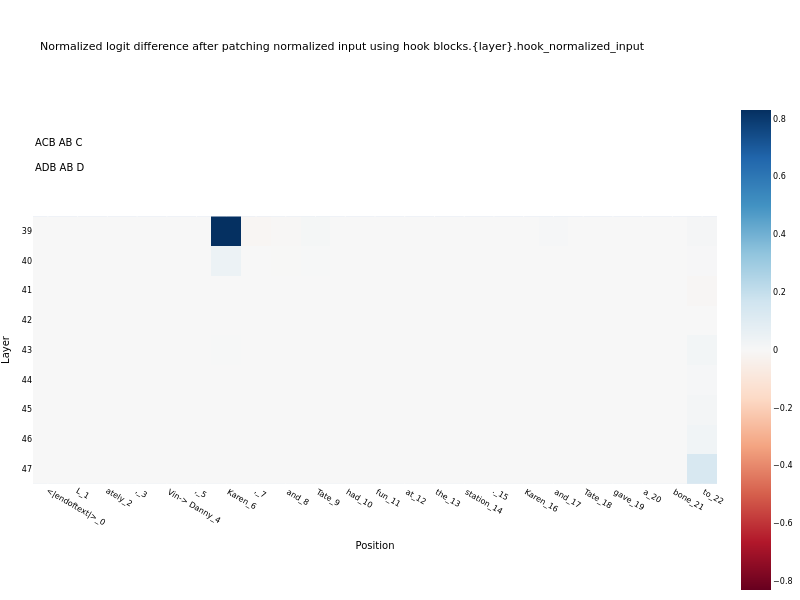 Normalized logit difference after patching normalized input using hook blocks.{layer}.hook_normalized_input
ACB AB C
ADB AB D
0.8
0.6
0.4
0.2
0
−0.2
−0.4
−0.6
−0.8
39
40
41
42
43
44
45
46
47
Layer
<|endoftext|>_0
L_1
ately_2
,_3
Vin-> Danny_4
,_5
Karen_6
,_7
and_8
Tate_9
had_10
fun_11
at_12
the_13
station_14
._15
Karen_16
and_17
Tate_18
gave_19
a_20
bone_21
to_22
Position